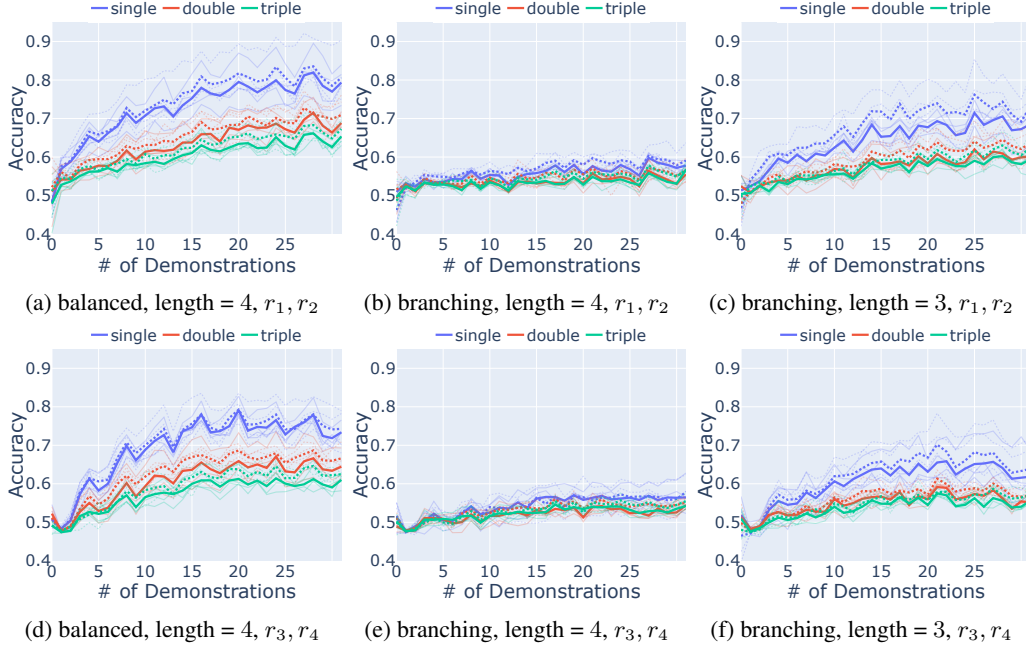 single double triple
single double triple
single double triple
0.9
0.8
0.7
0.6
0.5
0.4
Accuracy
0 5 10 15 20 25
# of Demonstrations
0.9
0.8
0.7
0.6
0.5
0.4
Accuracy
0 5 10 15 20 25
# of Demonstrations
0.9
0.8
0.7
0.6
0.5
0.4
Accuracy
0 5 10 15 20 25
# of Demonstrations
(a) balanced, length = 4, r₁, r₂
(b) branching, length = 4, r₁, r₂
(c) branching, length = 3, r₁, r₂
single double triple
single double triple
single double triple
0.9
0.8
0.7
0.6
0.5
0.4
Accuracy
0 5 10 15 20 25
# of Demonstrations
0.9
0.8
0.7
0.6
0.5
0.4
Accuracy
0 5 10 15 20 25
# of Demonstrations
0.9
0.8
0.7
0.6
0.5
0.4
Accuracy
0 5 10 15 20 25
# of Demonstrations
(d) balanced, length = 4, r₃, r₄
(e) branching, length = 4, r₃, r₄
(f) branching, length = 3, r₃, r₄